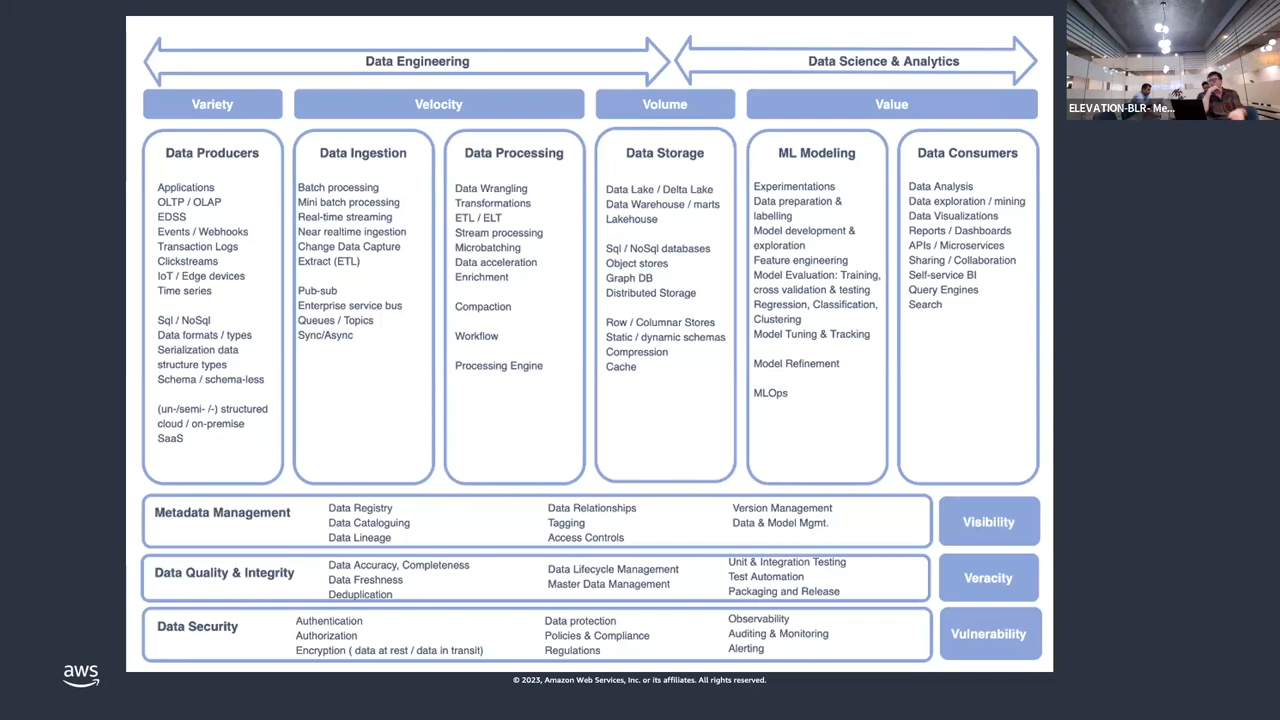 Data Engineering
Data Science & Analytics
Variety
Velocity
Volume
Value
Data Producers
Applications
OLTP / OLAP
EDSS
Events / Webhooks
Transaction Logs
Clickstreams
IoT / Edge devices
Time series
Sql / NoSql
Data formats / types
Serialization data
structure types
Schema / schema-less
(un-/semi- /-) structured
cloud / on-premise
SaaS
Data Ingestion
Batch processing
Mini batch processing
Real-time streaming
Near realtime ingestion
Change Data Capture
Extract (ETL)
Pub-sub
Enterprise service bus
Queues / Topics
Sync/Async
Data Processing
Data Wrangling
Transformations
ETL / ELT
Stream processing
Microbatching
Data acceleration
Enrichment
Compaction
Workflow
Processing Engine
Data Storage
Data Lake / Delta Lake
Data Warehouse / marts
Lakehouse
Sql / NoSql databases
Object stores
Graph DB
Distributed Storage
Row / Columnar Stores
Static / dynamic schemas
Compression
Cache
ML Modeling
Experimentations
Data preparation &
labelling
Model development &
exploration
Feature engineering
Model Evaluation: Training,
cross validation & testing
Regression, Classification,
Clustering
Model Tuning & Tracking
Model Refinement
MLOps
Data Consumers
Data Analysis
Data exploration / mining
Data Visualizations
Reports / Dashboards
APIs / Microservices
Sharing / Collaboration
Self-service BI
Query Engines
Search
Metadata Management
Data Registry
Data Cataloguing
Data Lineage
Data Relationships
Tagging
Access Controls
Version Management
Data & Model Mgmt.
Visibility
Data Quality & Integrity
Data Accuracy, Completeness
Data Freshness
Deduplication
Data Lifecycle Management
Master Data Management
Unit & Integration Testing
Test Automation
Packaging and Release
Veracity
Data Security
Authentication
Authorization
Encryption ( data at rest / data in transit)
Data protection
Policies & Compliance
Regulations
Observability
Auditing & Monitoring
Alerting
Vulnerability
aws
© 2023, Amazon Web Services, Inc. or its affiliates. All rights reserved.
ELEVATION-BLR- Me...